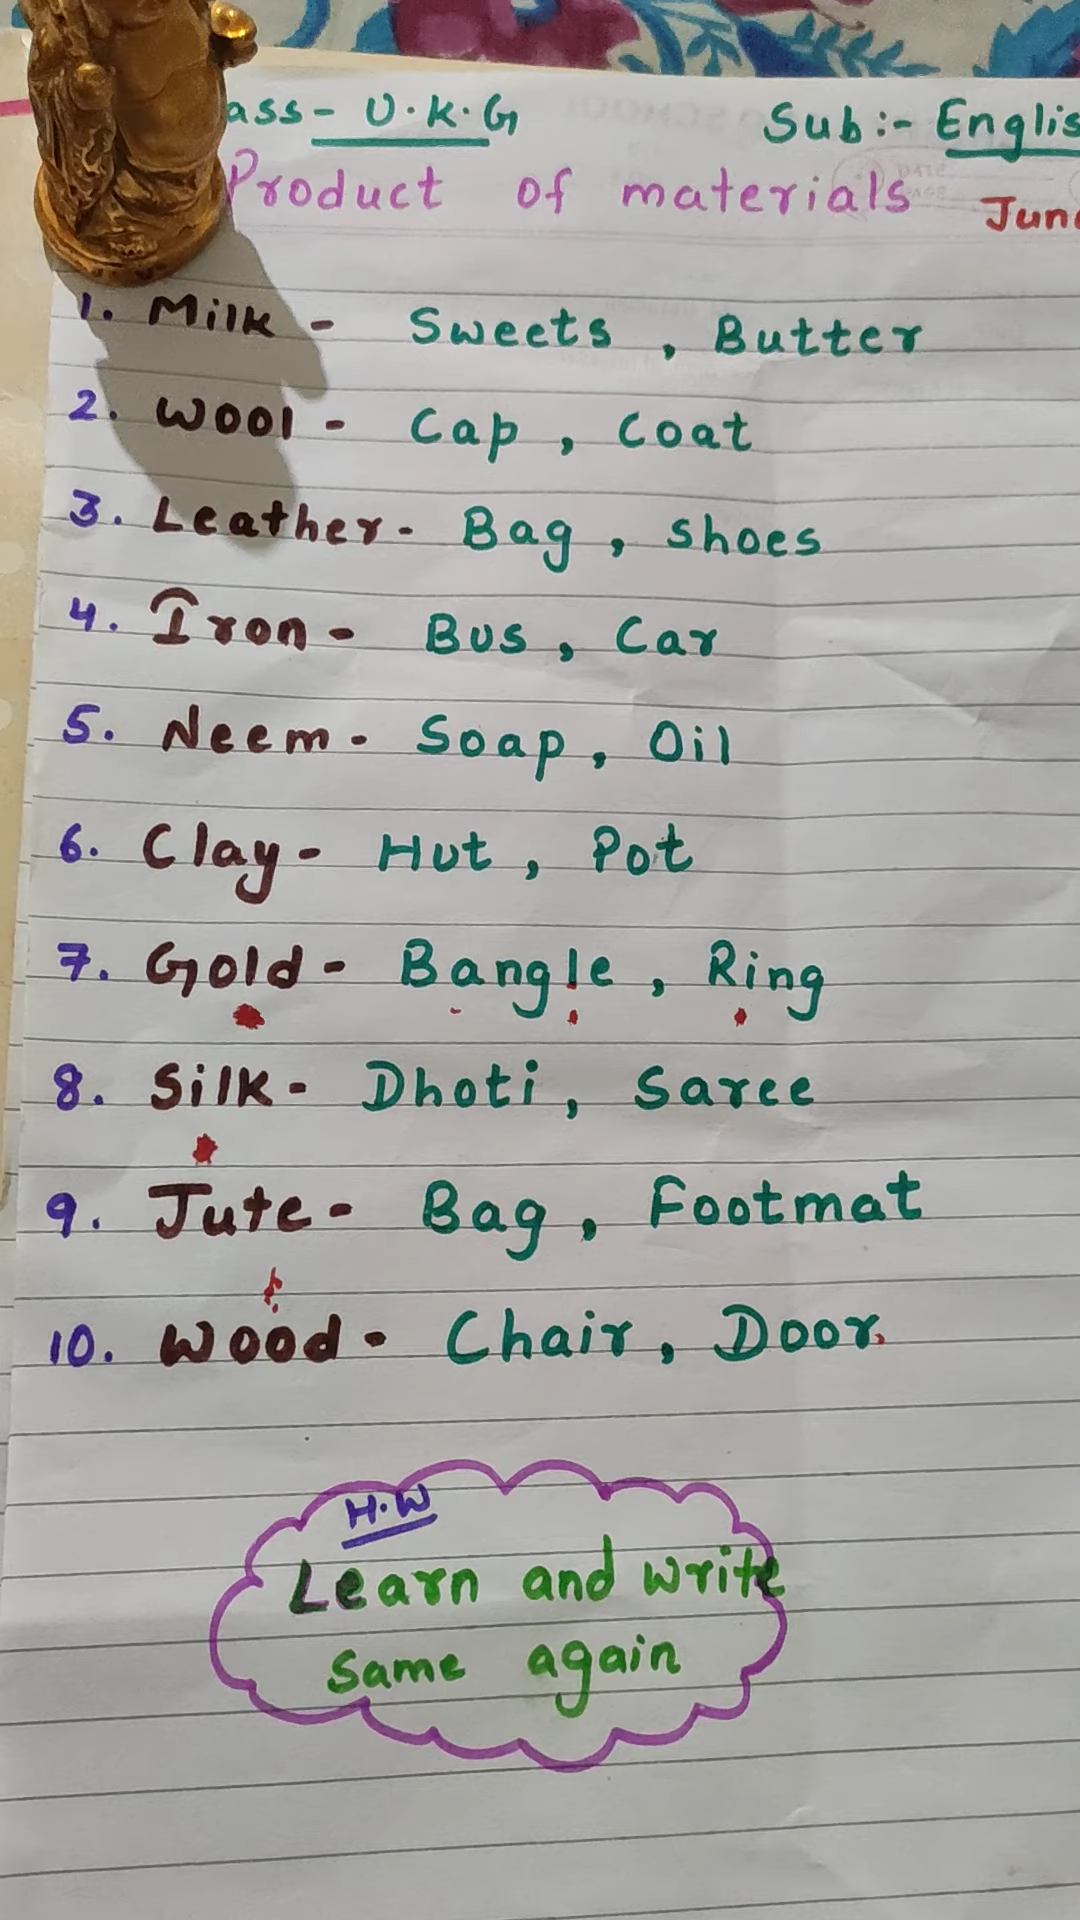 ass- U.K.G Sub:- Englis
Product of materials June
1. Milk - Sweets, Butter
2. Wool - Cap, Coat
3. Leather - Bag, Shoes
4. Iron - Bus, Car
5. Neem - Soap, Oil
6. Clay - Hut, Pot
7. Gold - Bangle, Ring
8. Silk - Dhoti, Saree
9. Jute - Bag, Footmat
10. Wood - Chair, Door
H.W
Learn and write
same again